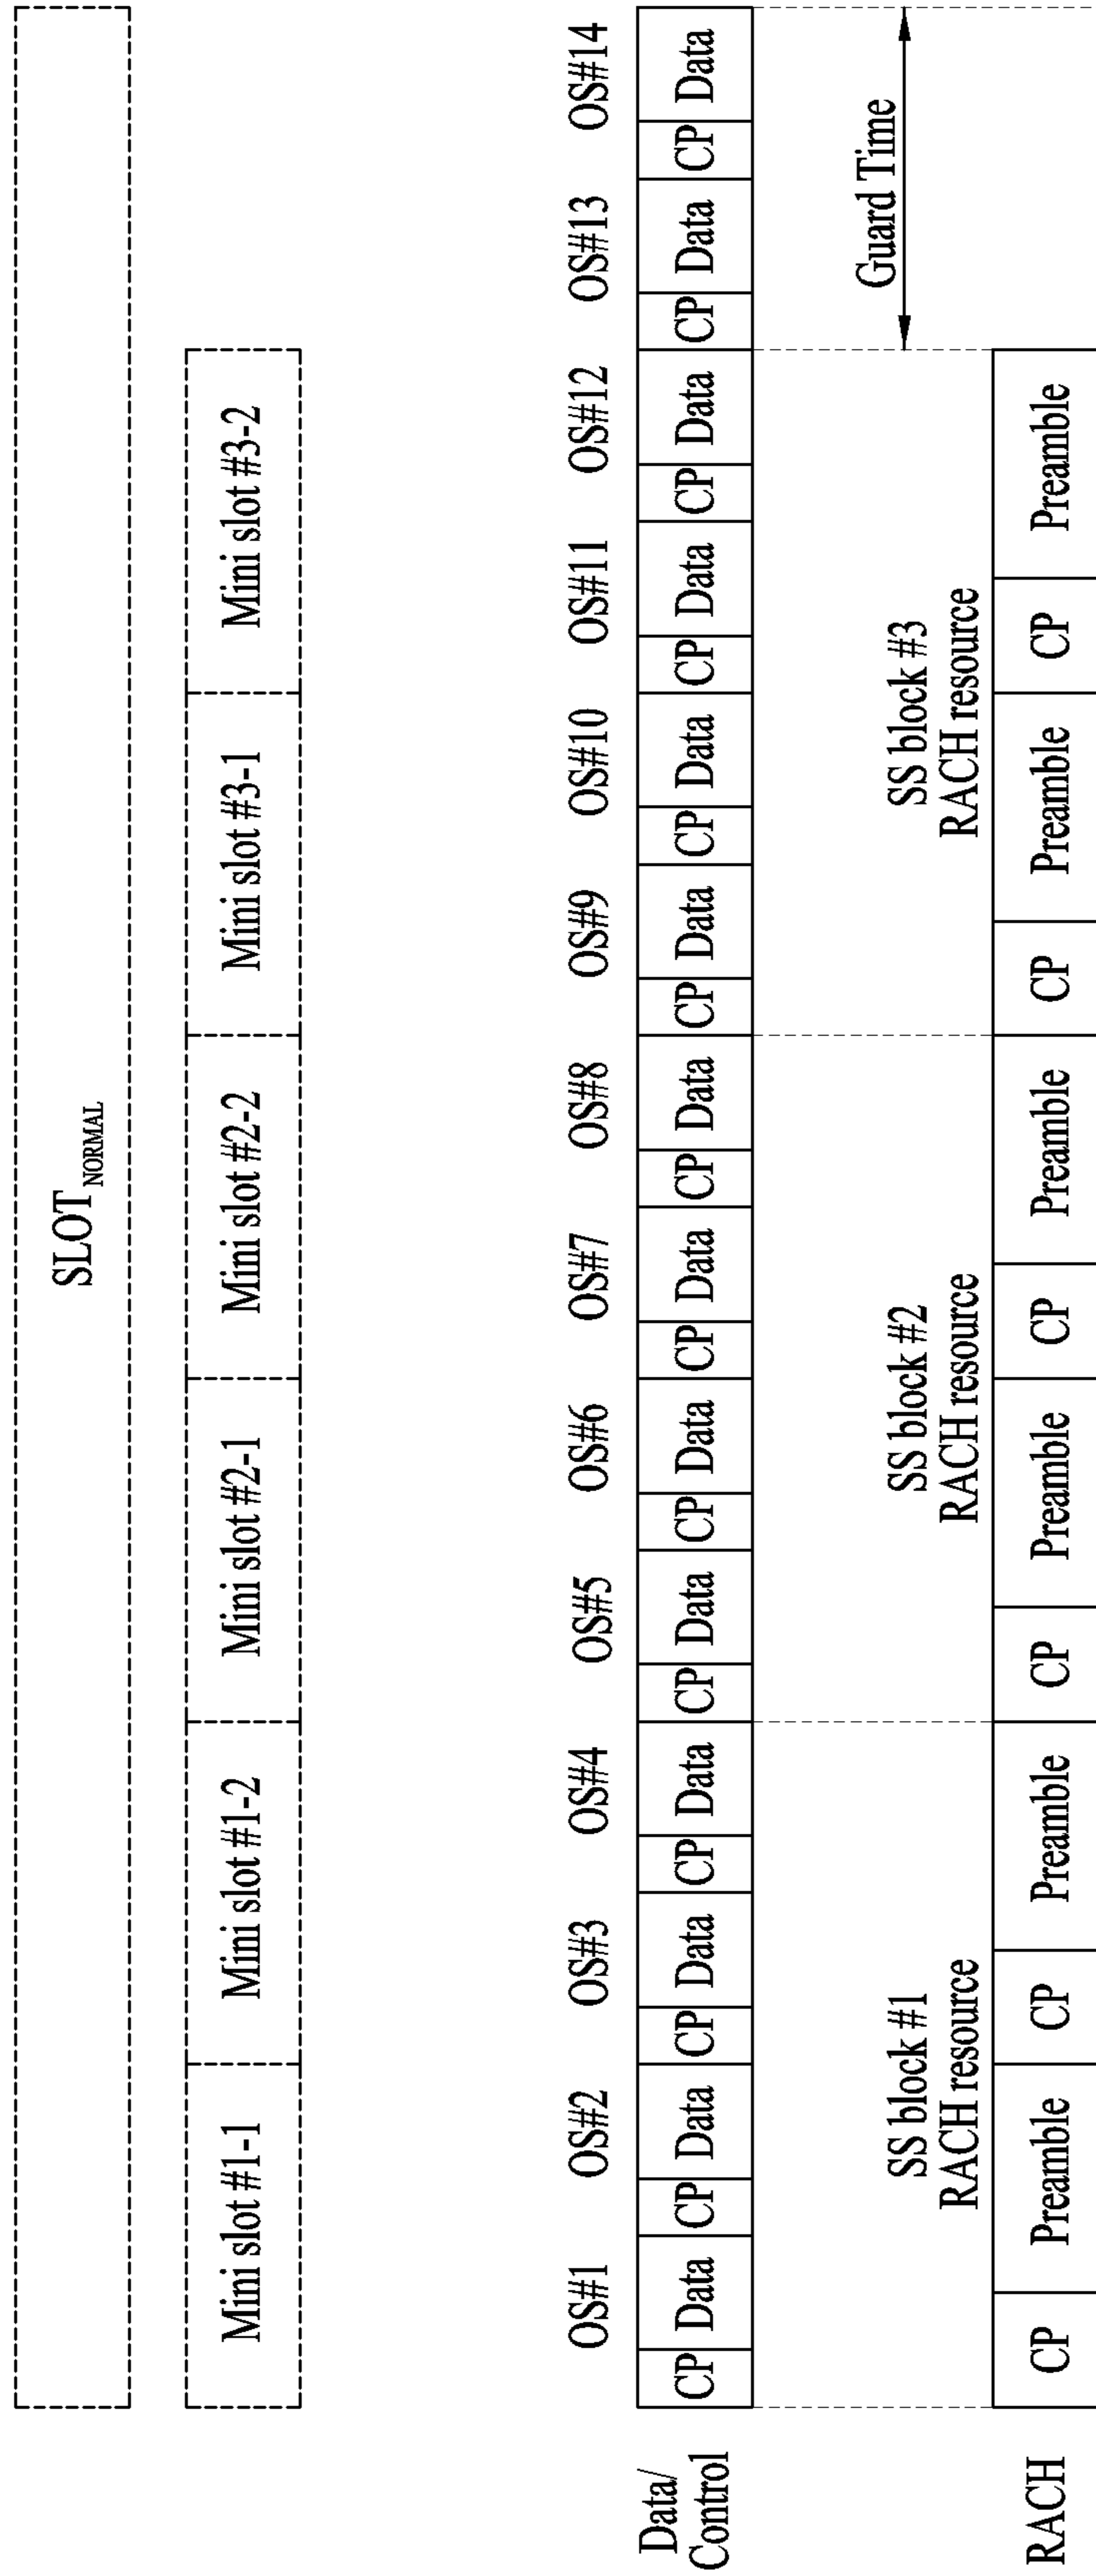 SLOT NORMAL
Mini slot #1-1
Mini slot #1-2
Mini slot #2-1
Mini slot #2-2
Mini slot #3-1
Mini slot #3-2
OS#1
OS#2
OS#3
OS#4
OS#5
OS#6
OS#7
OS#8
OS#9
OS#10
OS#11
OS#12
OS#13
OS#14
Data/
Control
CP
Data
CP
Data
CP
Data
CP
Data
CP
Data
CP
Data
CP
Data
CP
Data
CP
Data
CP
Data
CP
Data
CP
Data
CP
Data
CP
Data
SS block #1
RACH resource
SS block #2
RACH resource
SS block #3
RACH resource
Guard Time
RACH
CP
Preamble
CP
Preamble
CP
Preamble
CP
Preamble
CP
Preamble
CP
Preamble